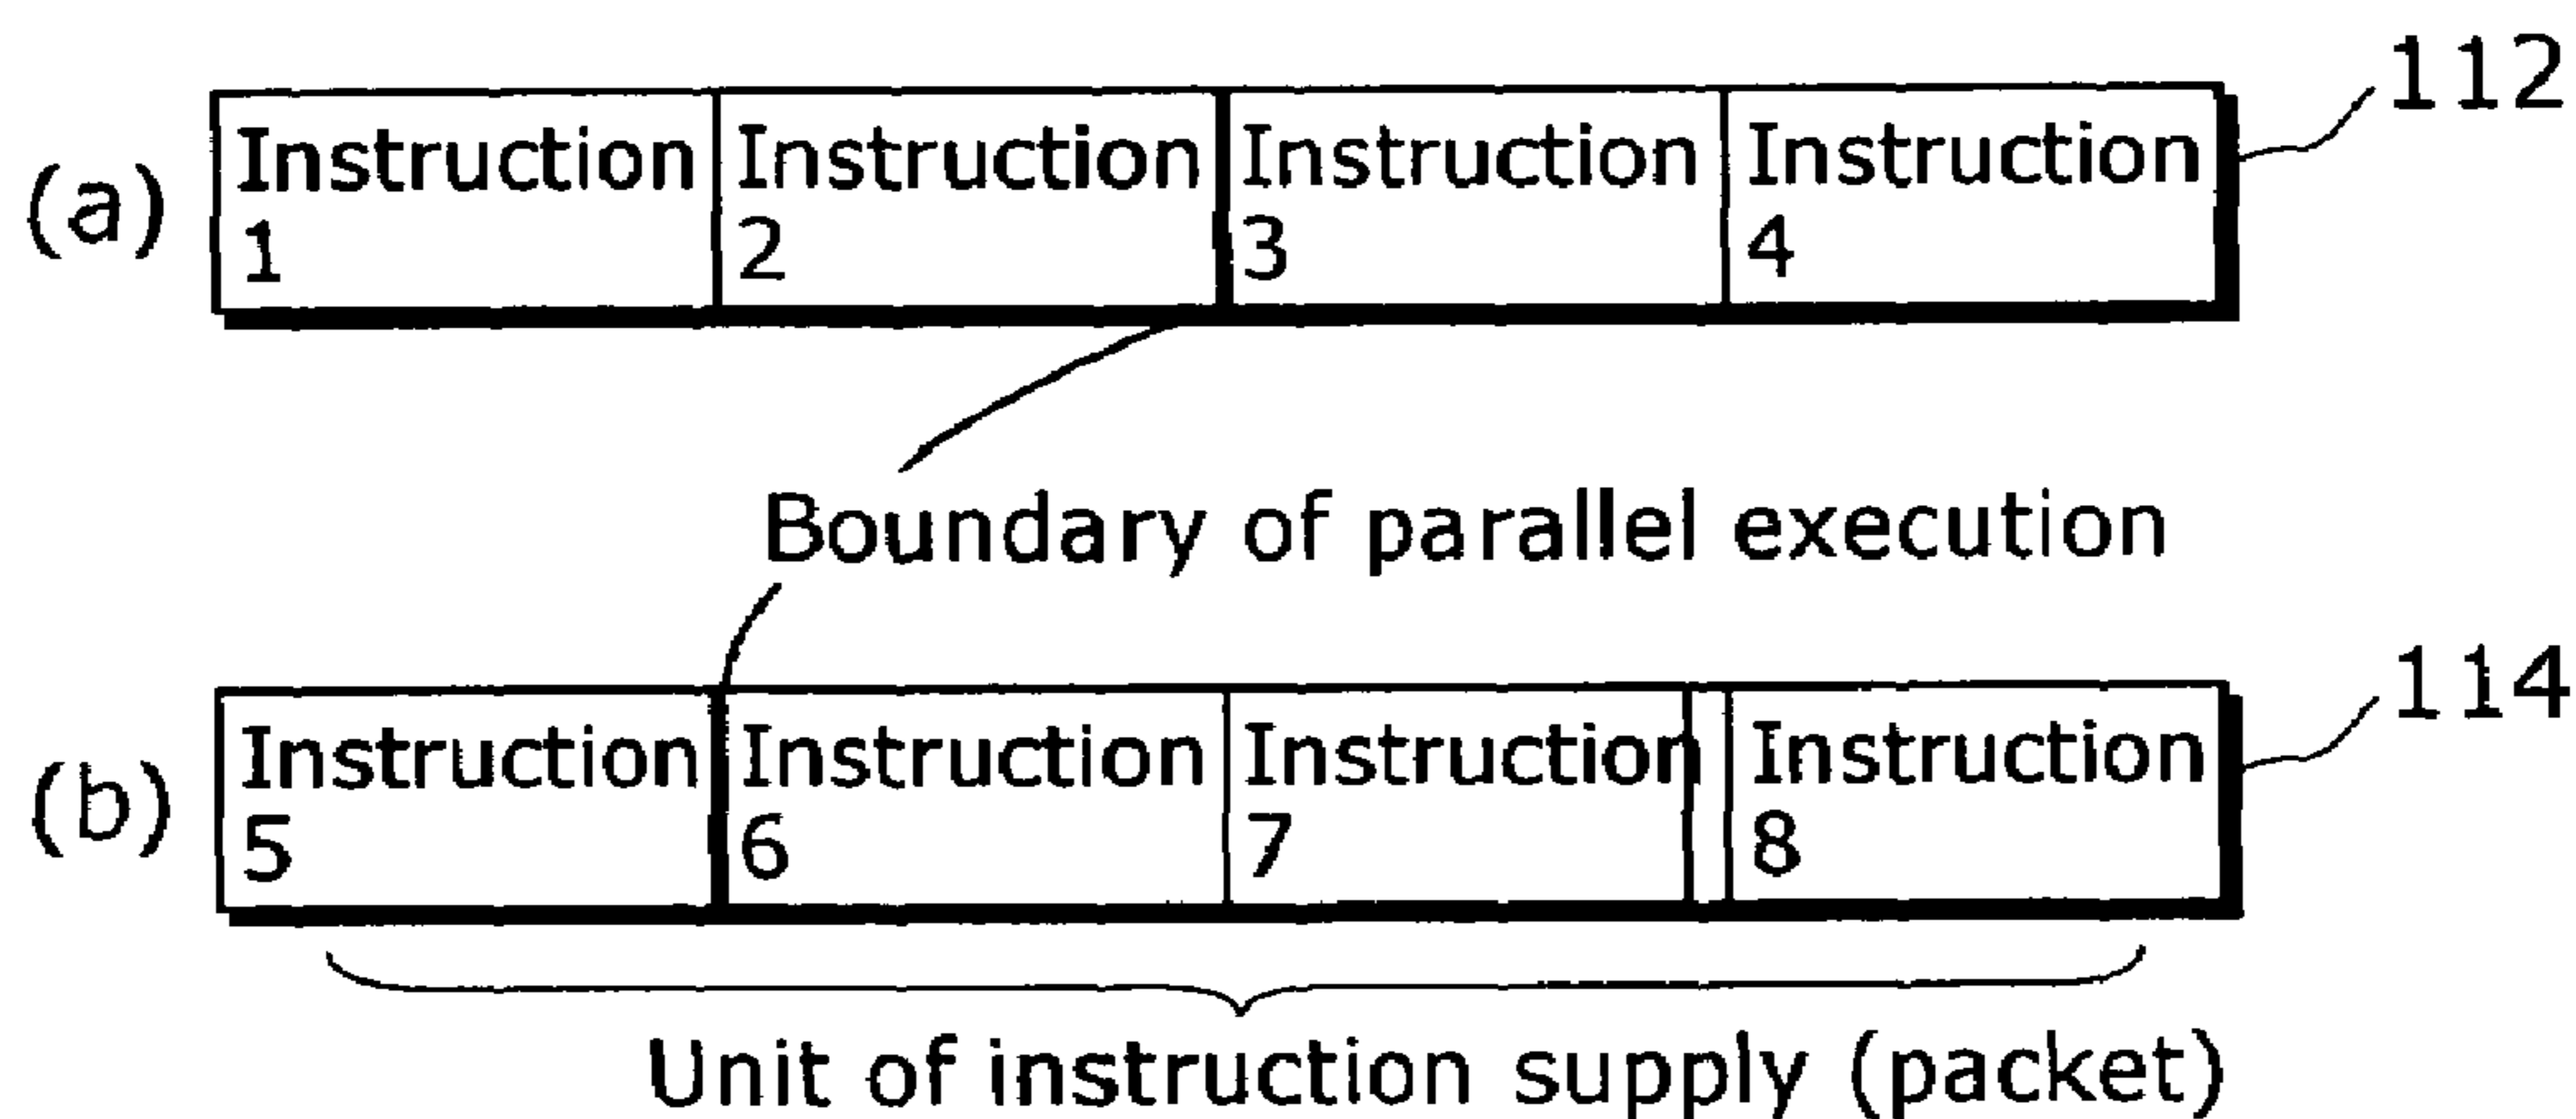 112
(a) Instruction 1 Instruction 2 Instruction 3 Instruction 4
Boundary of parallel execution
114
(b) Instruction 5 Instruction 6 Instruction 7 Instruction 8
Unit of instruction supply (packet)